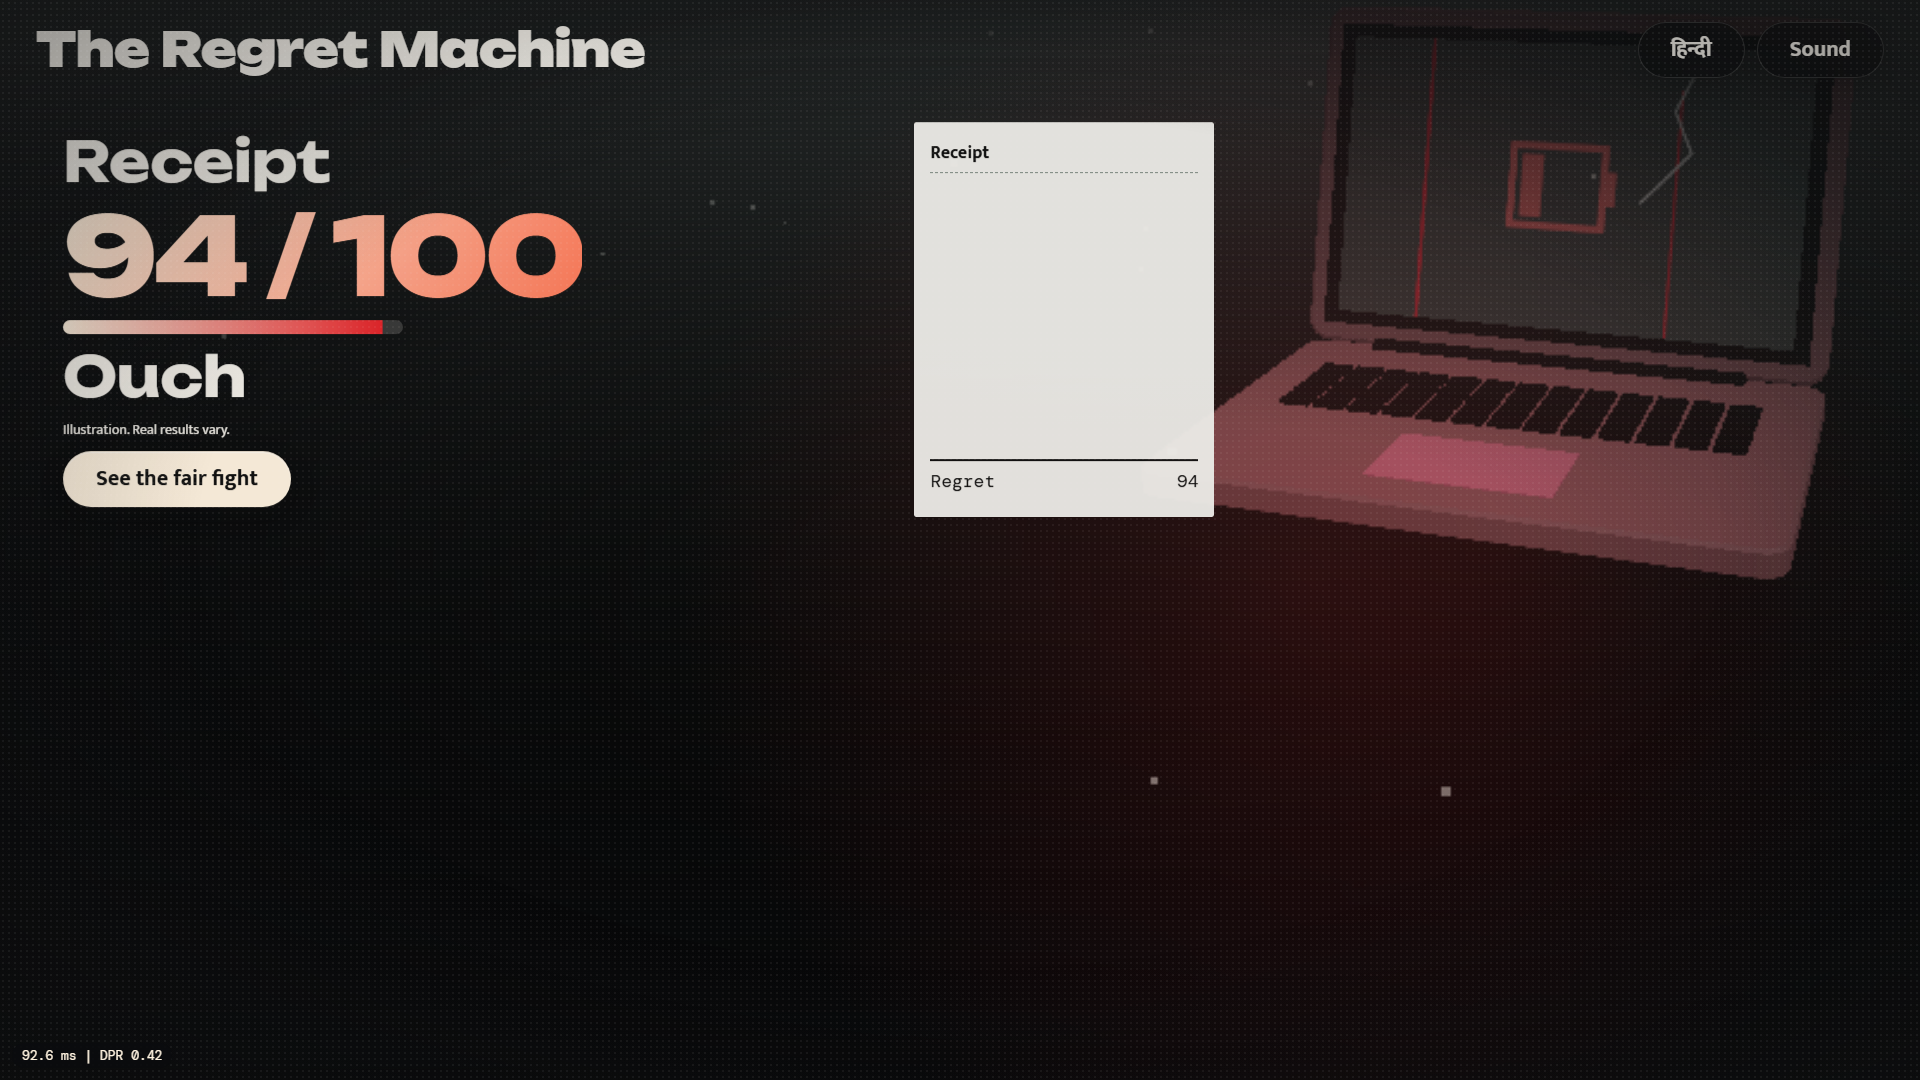 The Regret Machine
हिन्दी
Sound
Receipt
94 / 100
Ouch
Illustration. Real results vary.
See the fair fight
Receipt
Regret 94
92.6 ms | DPR 0.42